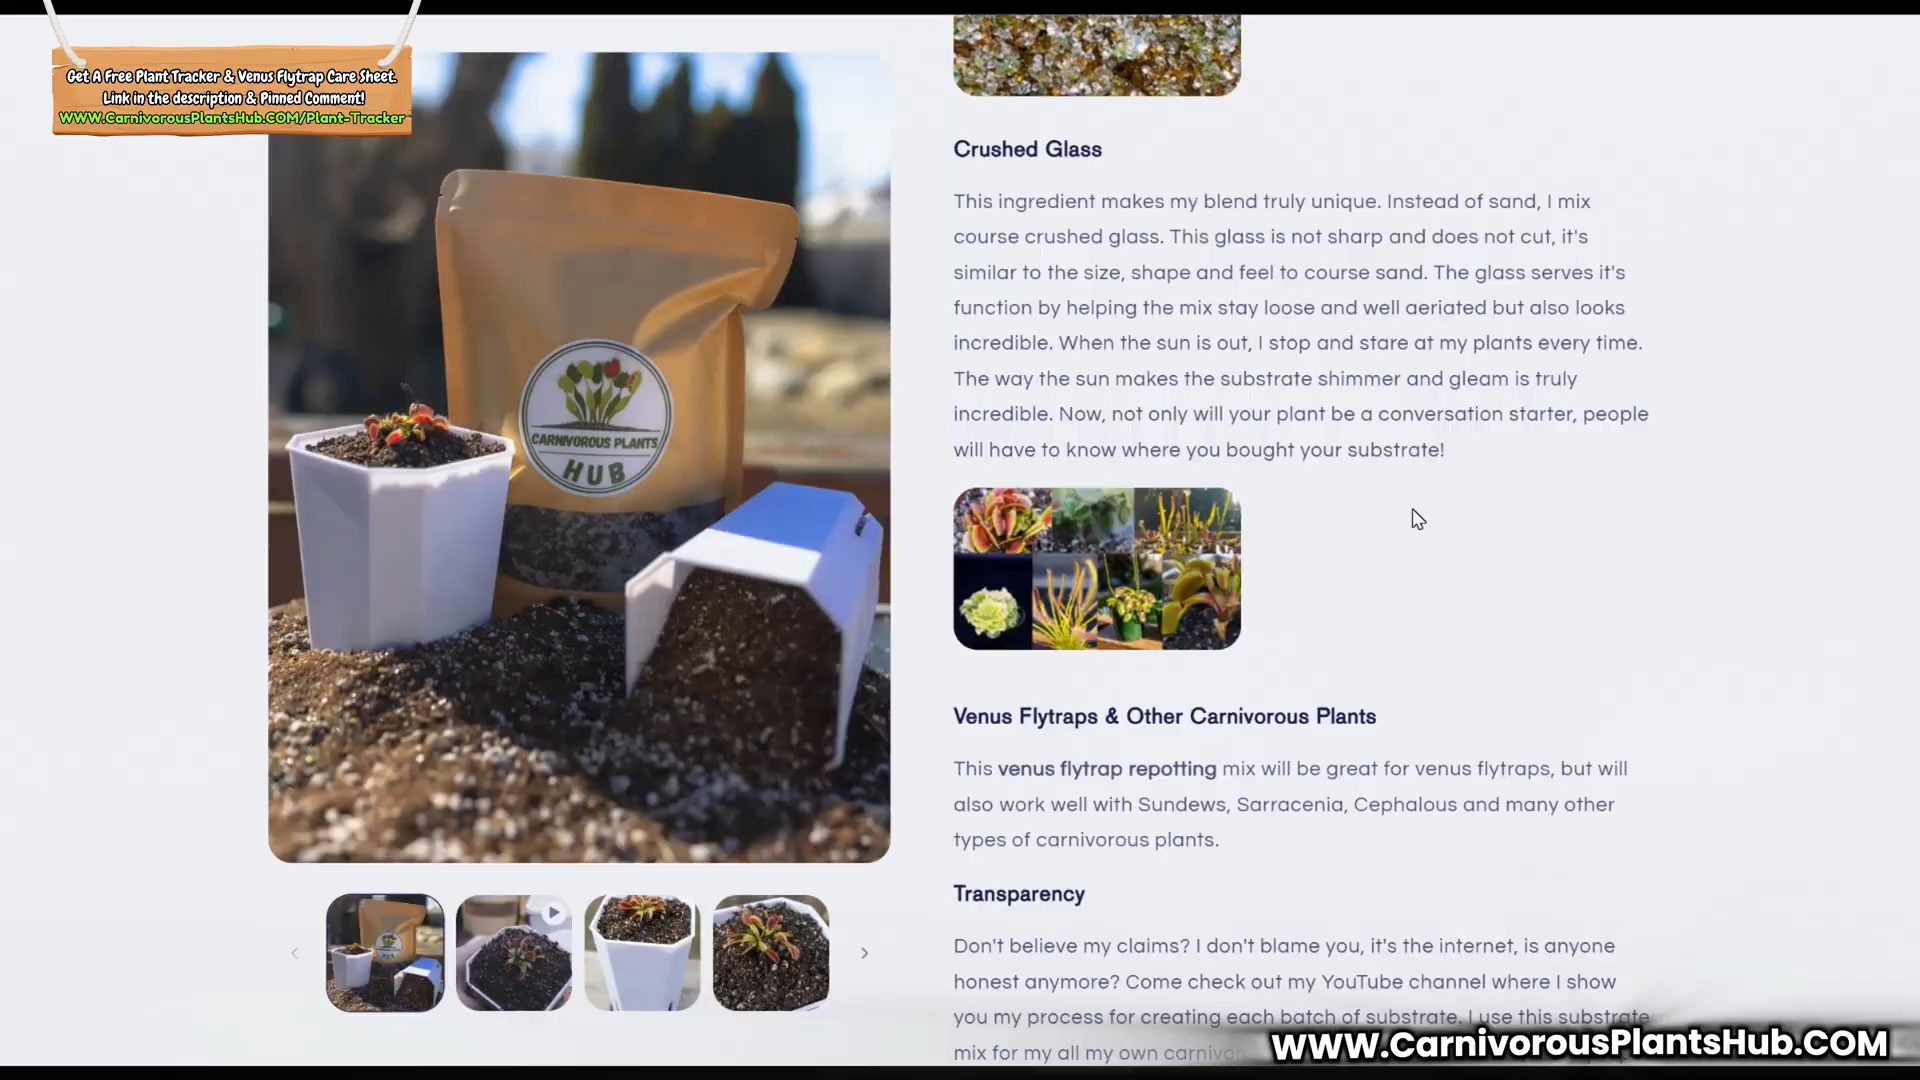 Get A Free Plant Tracker & Venus Flytrap Care Sheet.
Link in the description & Pinned Comment!
WWW.CarnivorousPlantsHub.COM/Plant-Tracker
CARNIVOROUS PLANTS
HUB
Crushed Glass
This ingredient makes my blend truly unique. Instead of sand, I mix
course crushed glass. This glass is not sharp and does not cut, it's
similar to the size, shape and feel to course sand. The glass serves it's
function by helping the mix stay loose and well aeriated but also looks
incredible. When the sun is out, I stop and stare at my plants every time.
The way the sun makes the substrate shimmer and gleam is truly
incredible. Now, not only will your plant be a conversation starter, people
will have to know where you bought your substrate!
Venus Flytraps & Other Carnivorous Plants
This venus flytrap repotting mix will be great for venus flytraps, but will
also work well with Sundews, Sarracenia, Cephalous and many other
types of carnivorous plants.
Transparency
Don't believe my claims? I don't blame you, it's the internet, is anyone
honest anymore? Come check out my YouTube channel where I show
you my process for creating each batch of substrate. I use this substrate
mix for my all my own
WWW.CarnivorousPlantsHub.COM